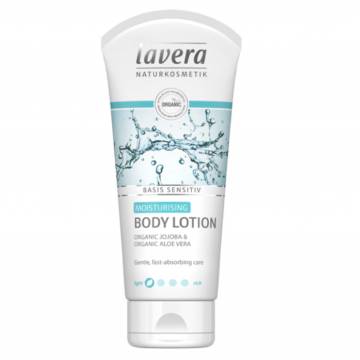 lavera
NATURKOSMETIK
ORGANIC
BASIS SENSITIV
MOISTURISING
BODY LOTION
ORGANIC JOJOBA &
ORGANIC ALOE VERA
Gentle, fast-absorbing care
light rich